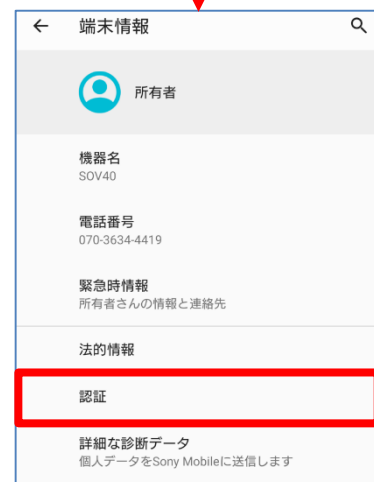 端末情報
所有者
機器名
SOV40
電話番号
070-3634-4419
緊急時情報
所有者さんの情報と連絡先
法的情報
認証
詳細な診断データ
個人データをSony Mobileに送信します